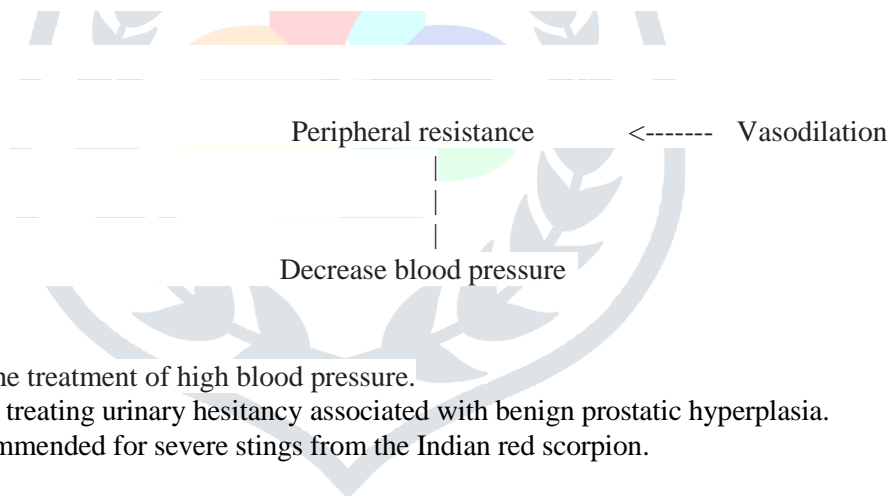 Peripheral resistance <------- Vasodilation
|
|
|
Decrease blood pressure
he treatment of high blood pressure.
treating urinary hesitancy associated with benign prostatic hyperplasia.
mmended for severe stings from the Indian red scorpion.